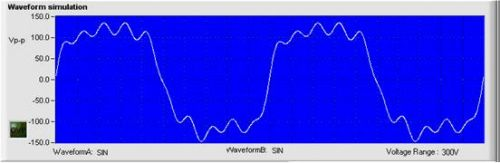 Waveform simulation
150.0
Vp-p
100.0
50.0
0.0
-50.0
-100.0
-150.0
WaveformA: SIN
WaveformB: SIN
Voltage Range : 300V